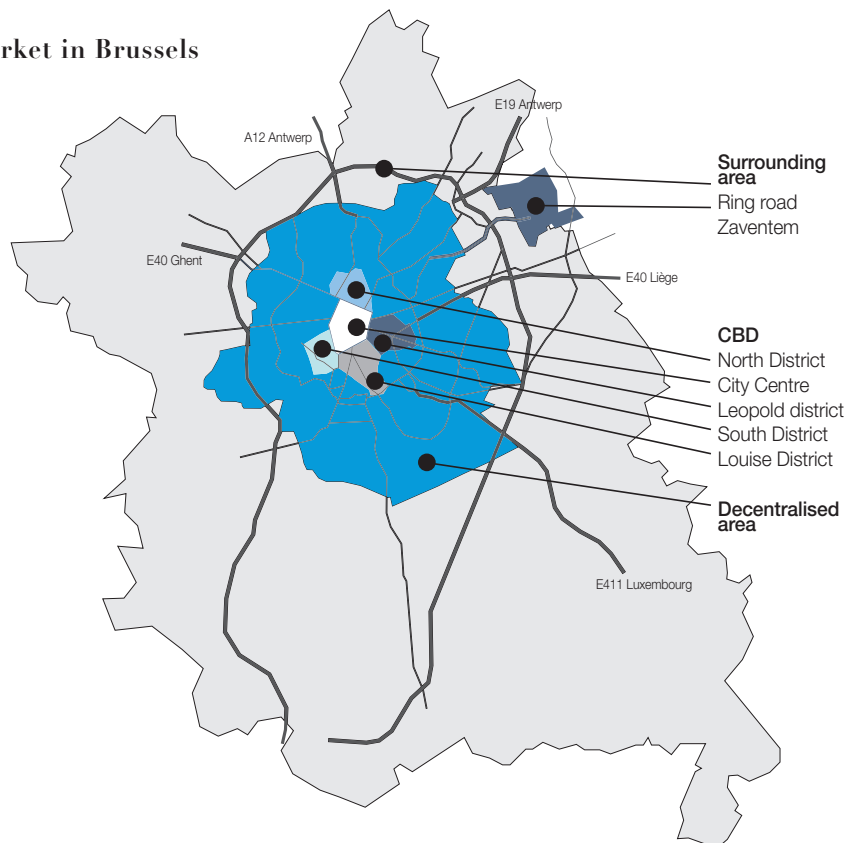 rket in Brussels
E19 Antwerp
A12 Antwerp
Surrounding
area
Ring road
Zaventem
E40 Ghent
E40 Liège
CBD
North District
City Centre
Leopold district
South District
Louise District
Decentralised
area
E411 Luxembourg